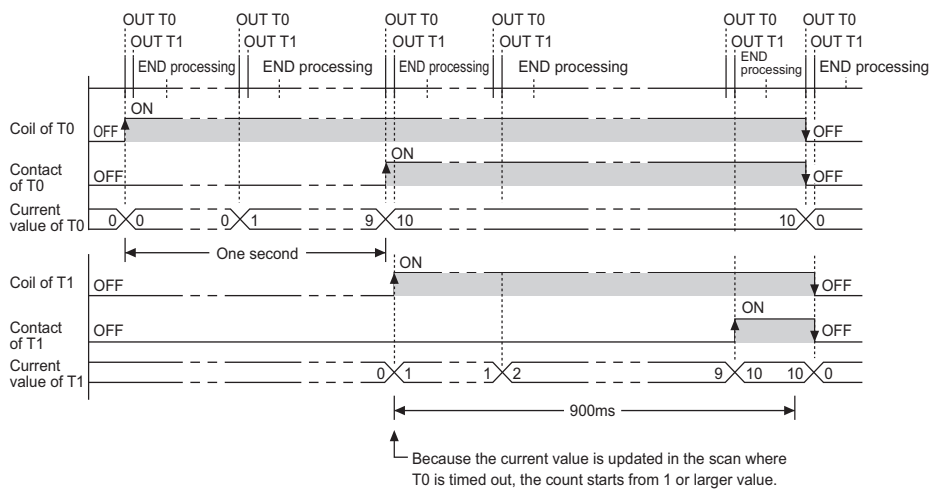 OUT T0 OUT T0 OUT T0 OUT T0 OUT T0 OUT T0
OUT T1 OUT T1 OUT T1 OUT T1 OUT T1 OUT T1
END processing END processing END processing END processing END processing END processing
ON
Coil of T0 OFF OFF
ON
Contact of T0 OFF OFF
Current value of T0 0 0 0 1 9 10 10 0
One second
ON
Coil of T1 OFF OFF
ON
Contact of T1 OFF OFF
Current value of T1 0 1 1 2 9 10 10 0
900ms
Because the current value is updated in the scan where
T0 is timed out, the count starts from 1 or larger value.